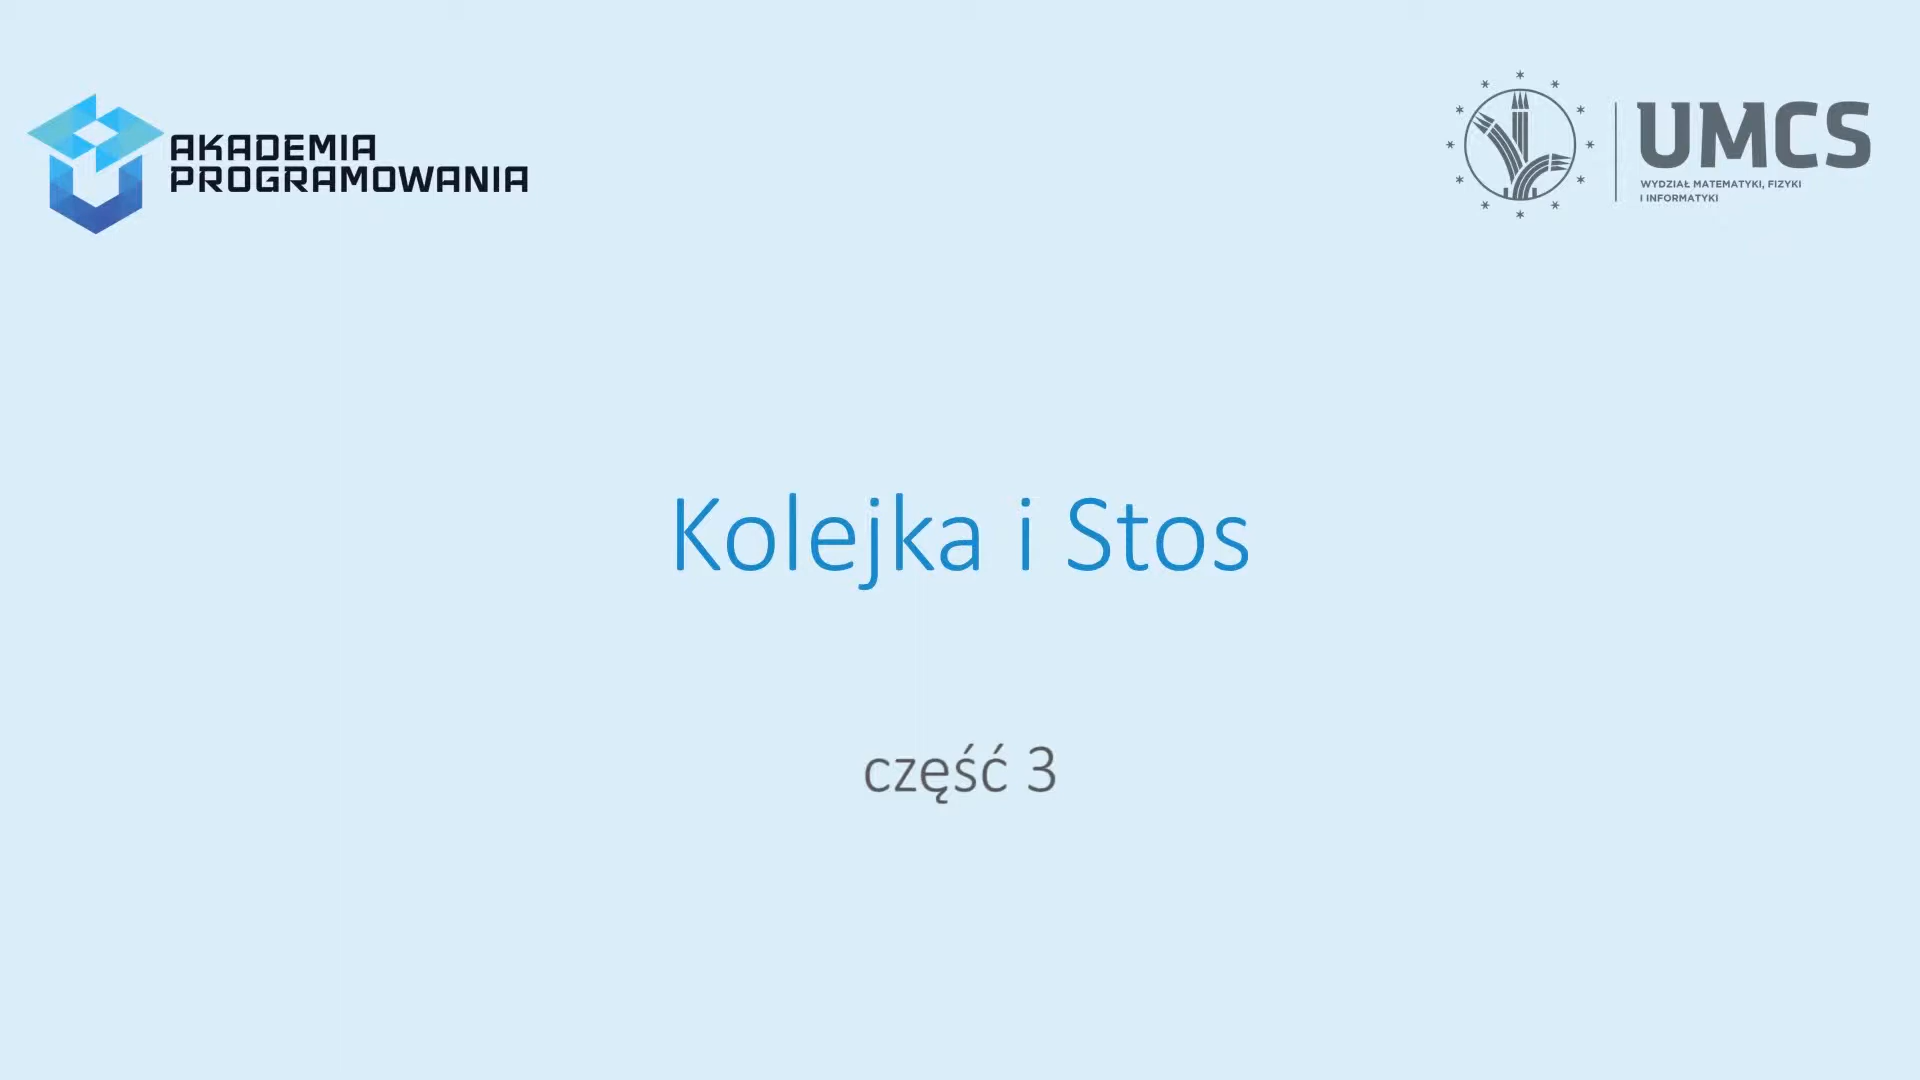 AKADEMIA
PROGRAMOWANIA
UMCS
WYDZIAŁ MATEMATYKI, FIZYKI
I INFORMATYKI
Kolejka i Stos
część 3